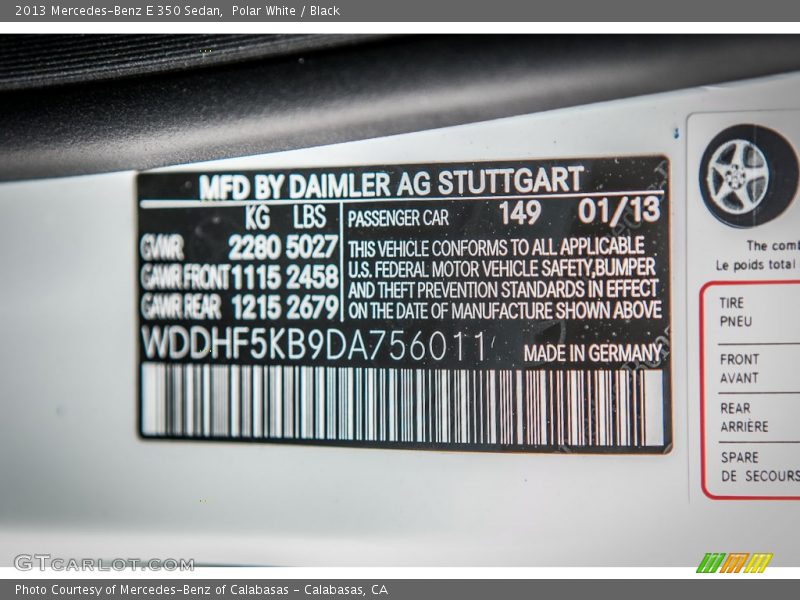 2013 Mercedes-Benz E 350 Sedan, Polar White / Black
MFD BY DAIMLER AG STUTTGART
KG LBS
GVWR 2280 5027
GAWR FRONT 1115 2458
GAWR REAR 1215 2679
PASSENGER CAR 149 01/13
THIS VEHICLE CONFORMS TO ALL APPLICABLE
U.S. FEDERAL MOTOR VEHICLE SAFETY, BUMPER
AND THEFT PREVENTION STANDARDS IN EFFECT
ON THE DATE OF MANUFACTURE SHOWN ABOVE
WDDHF5KB9DA756011 MADE IN GERMANY
The comb
Le poids total
TIRE
PNEU
FRONT
AVANT
REAR
ARRIÈRE
SPARE
DE SECOURS
GTCARLOT.COM
Photo Courtesy of Mercedes-Benz of Calabasas - Calabasas, CA